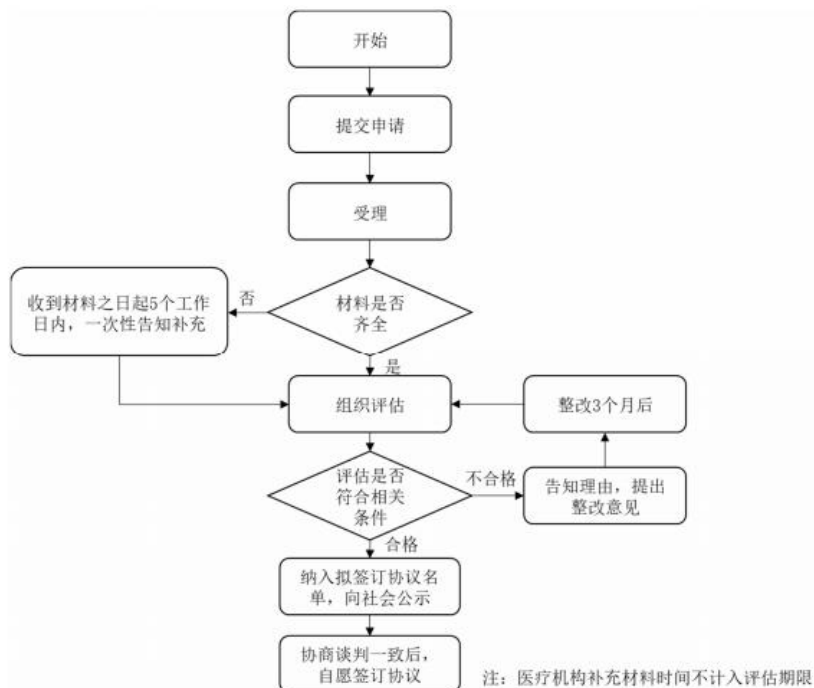 开始
提交申请
受理
收到材料之日起5个工作
日内，一次性告知补充
否
材料是否
齐全
是
组织评估
整改3个月后
评估是否
符合相关
条件
不合格
告知理由，提出
整改意见
合格
纳入拟签订协议名
单，向社会公示
协商谈判一致后，
自愿签订协议
注：医疗机构补充材料时间不计入评估期限